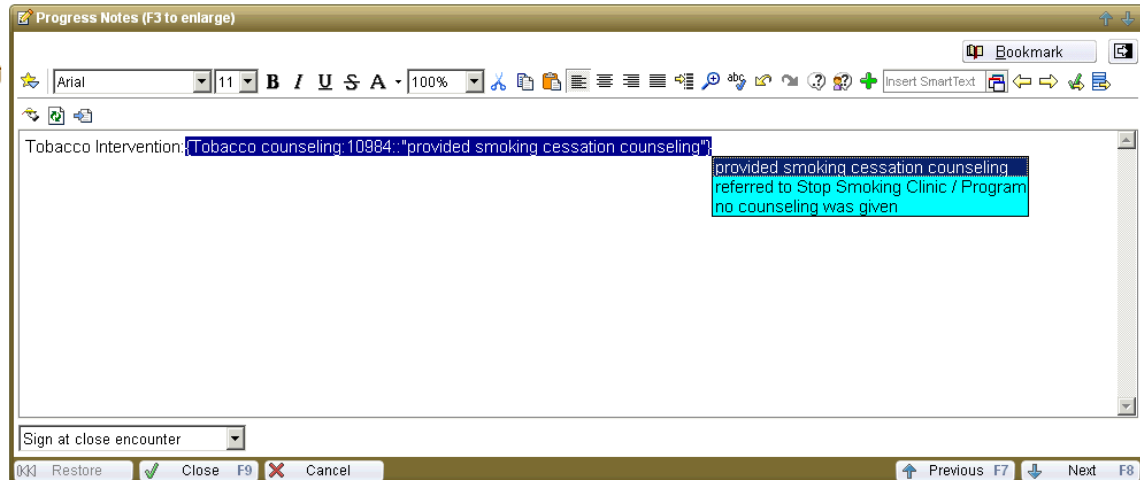 Progress Notes (F3 to enlarge)
Bookmark
Arial 11 B I U S A 100% abc Insert SmartText
Tobacco Intervention:{Tobacco counseling:10984::"provided smoking cessation counseling"}
provided smoking cessation counseling
referred to Stop Smoking Clinic / Program
no counseling was given
Sign at close encounter
Restore Close F9 Cancel Previous F7 Next F8